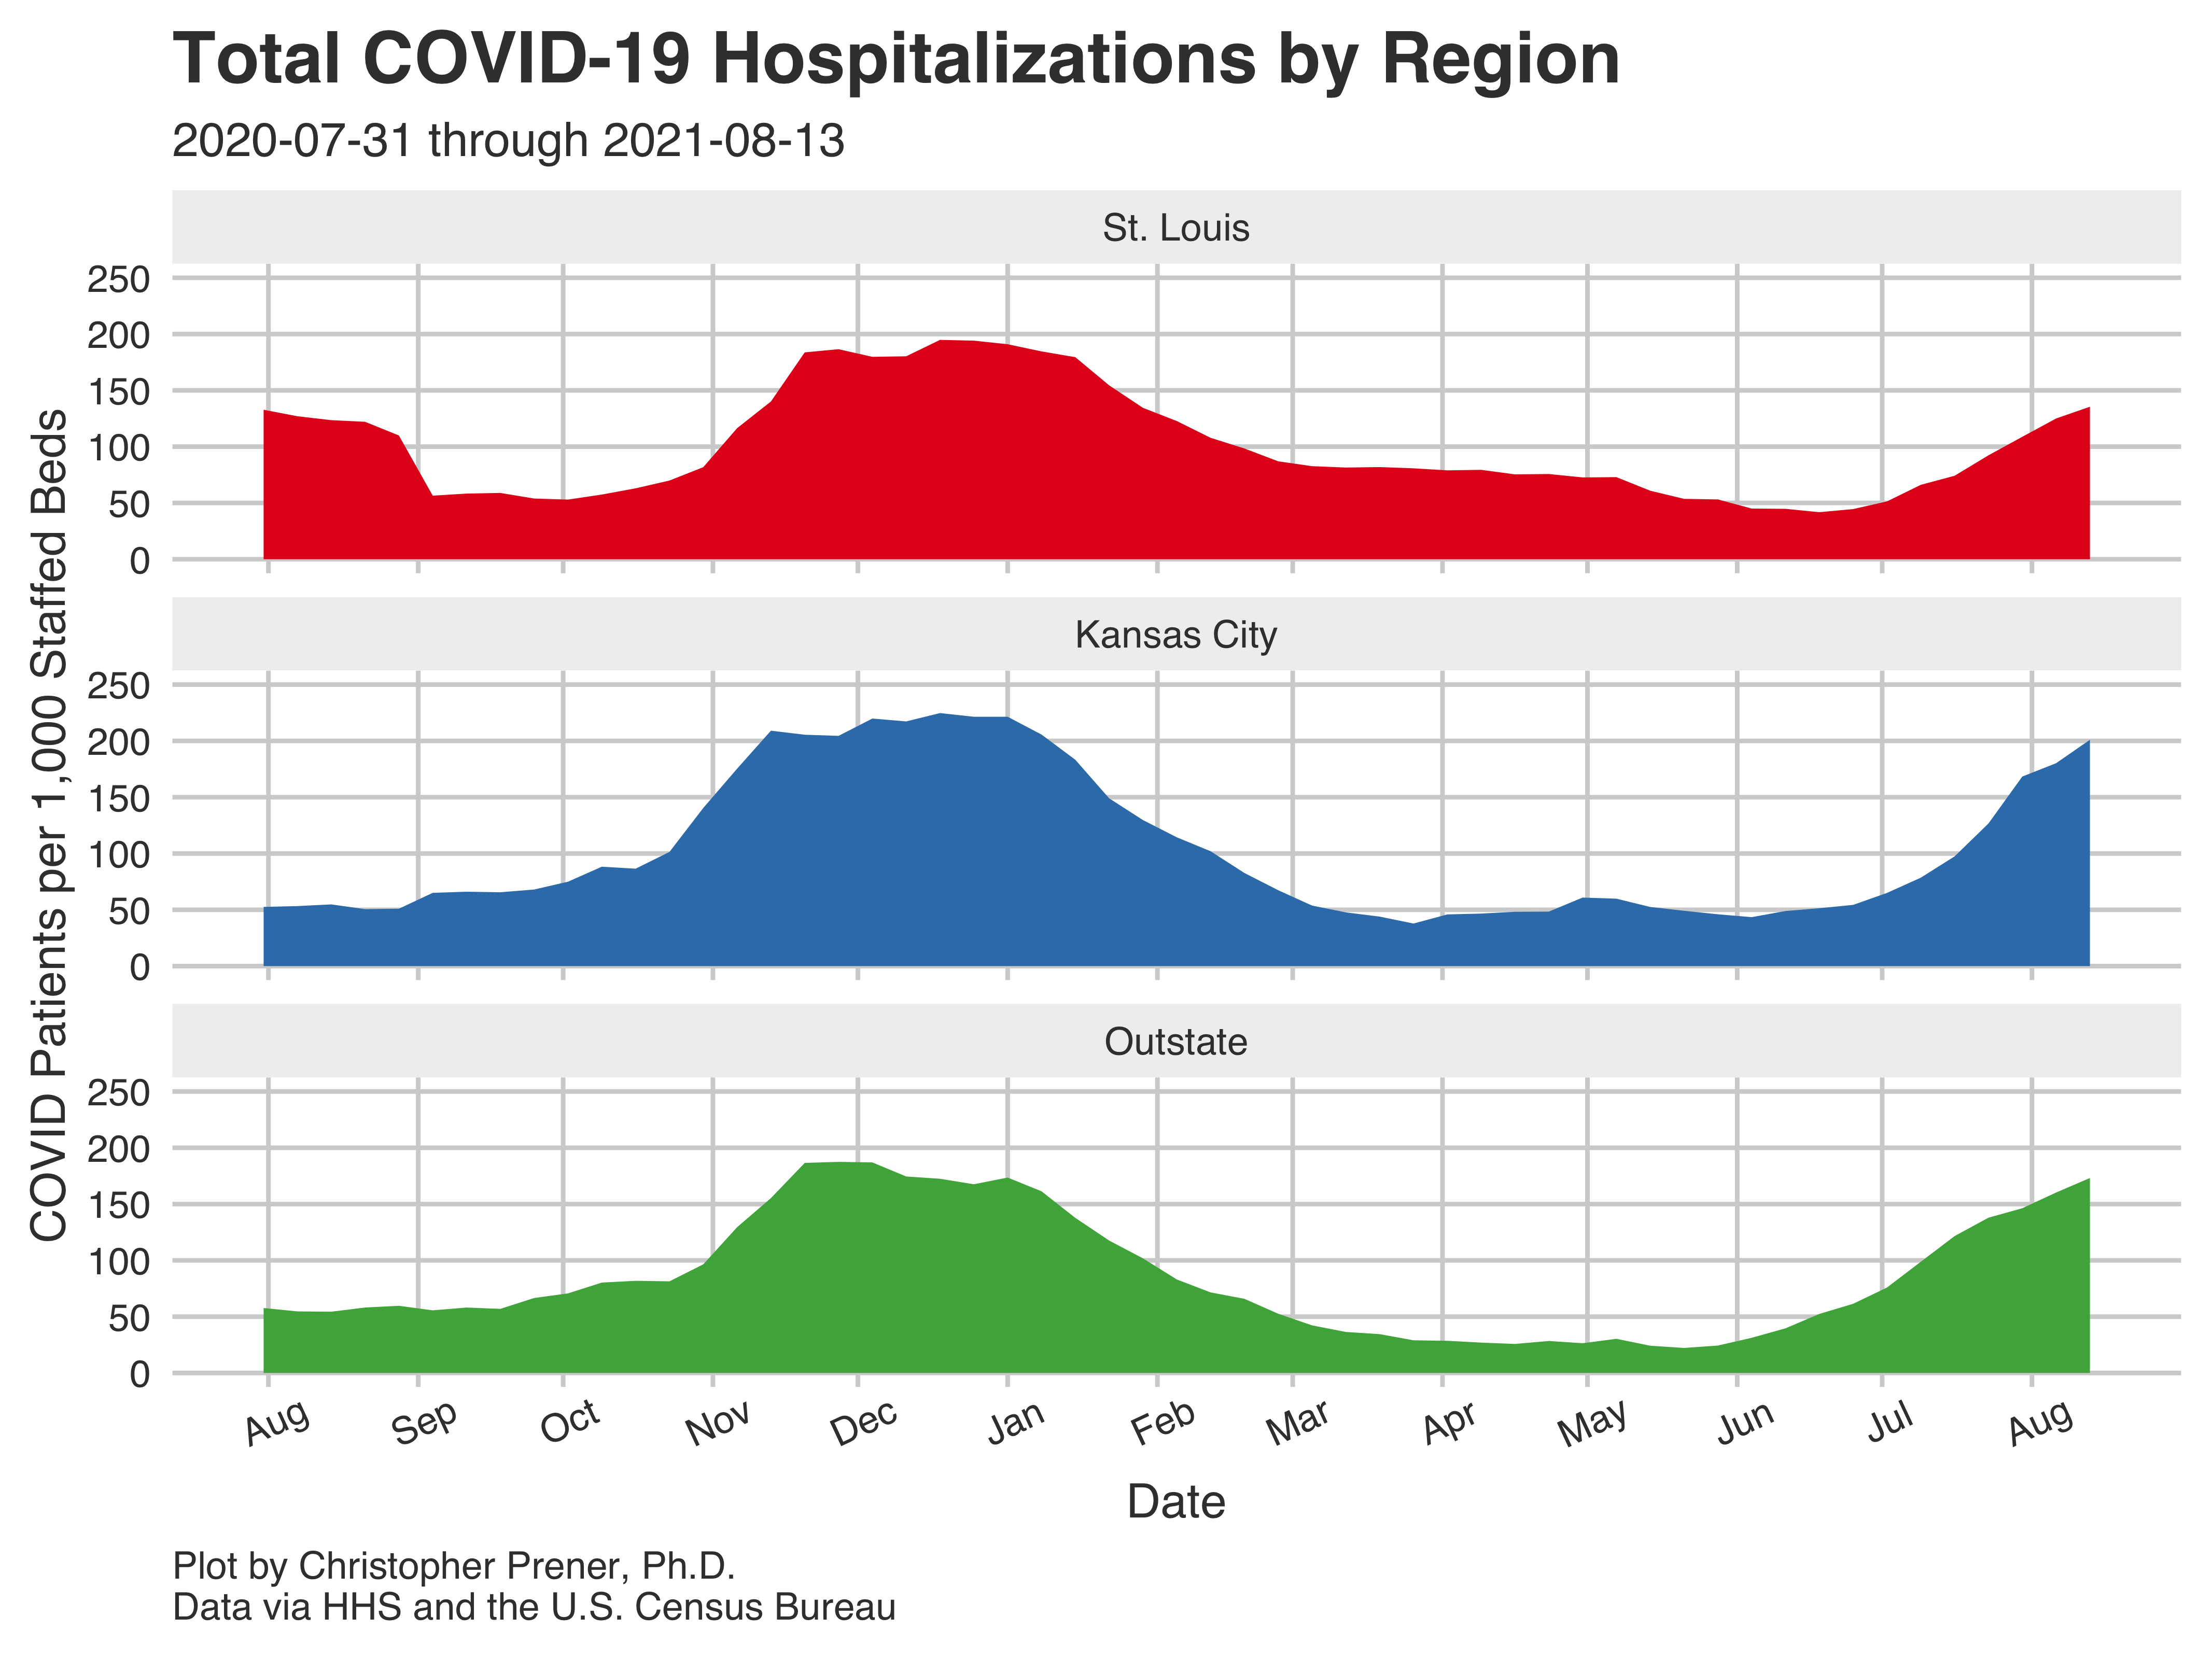 Total COVID-19 Hospitalizations by Region
2020-07-31 through 2021-08-13
COVID Patients per 1,000 Staffed Beds
St. Louis
250
200
150
100
50
0
Kansas City
250
200
150
100
50
0
Outstate
250
200
150
100
50
0
Aug Sep Oct Nov Dec Jan Feb Mar Apr May Jun Jul Aug
Date
Plot by Christopher Prener, Ph.D.
Data via HHS and the U.S. Census Bureau